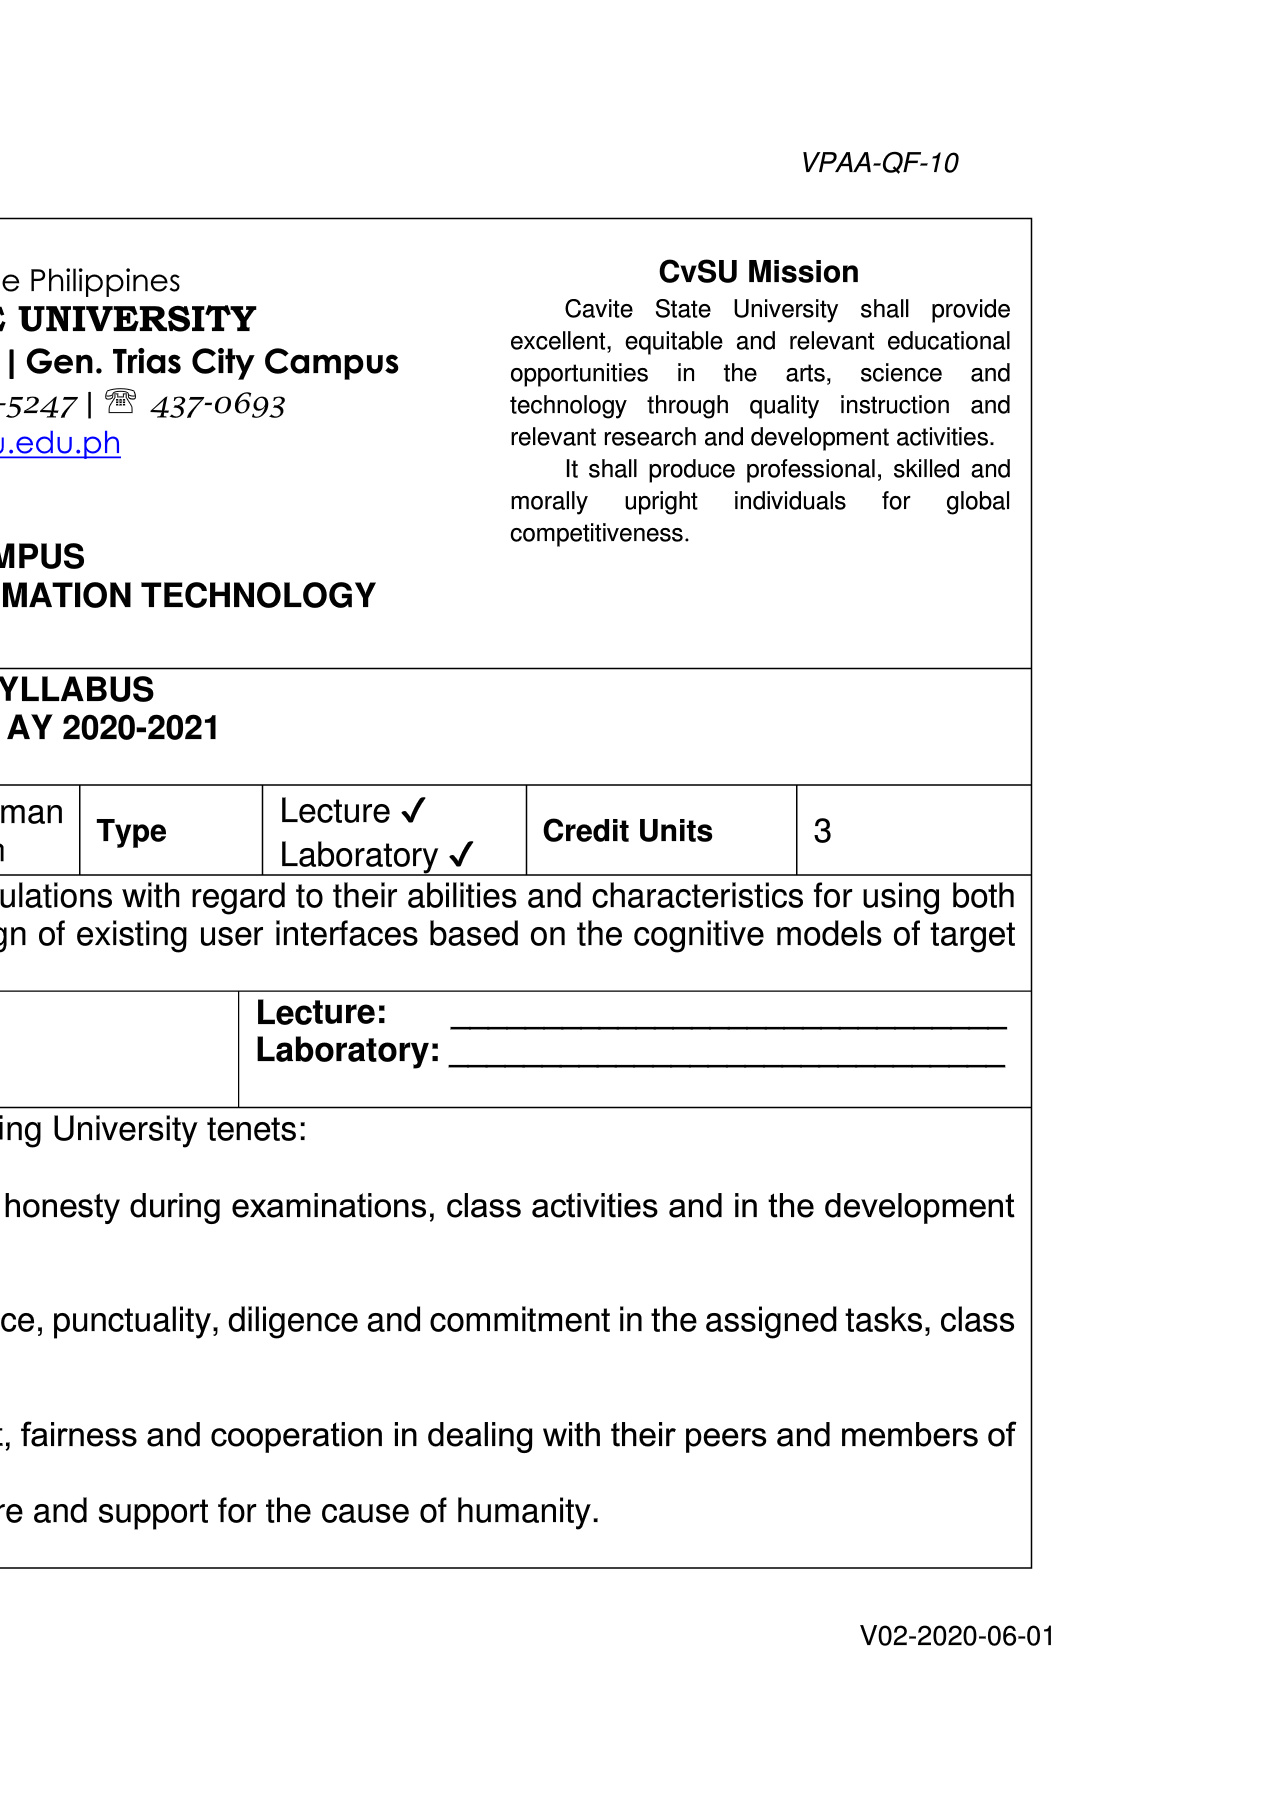 VPAA-QF-10
e Philippines
UNIVERSITY
| Gen. Trias City Campus
-5247 | ☏ 437-0693
u.edu.ph
MPUS
MATION TECHNOLOGY
CvSU Mission
Cavite State University shall provide
excellent, equitable and relevant educational
opportunities in the arts, science and
technology through quality instruction and
relevant research and development activities.
It shall produce professional, skilled and
morally upright individuals for global
competitiveness.
YLLABUS
AY 2020-2021
man
Type
Lecture ✓
Laboratory ✓
Credit Units
3
ulations with regard to their abilities and characteristics for using both
gn of existing user interfaces based on the cognitive models of target
Lecture: ______________________________
Laboratory: ______________________________
ing University tenets:
honesty during examinations, class activities and in the development
ce, punctuality, diligence and commitment in the assigned tasks, class
, fairness and cooperation in dealing with their peers and members of
re and support for the cause of humanity.
V02-2020-06-01